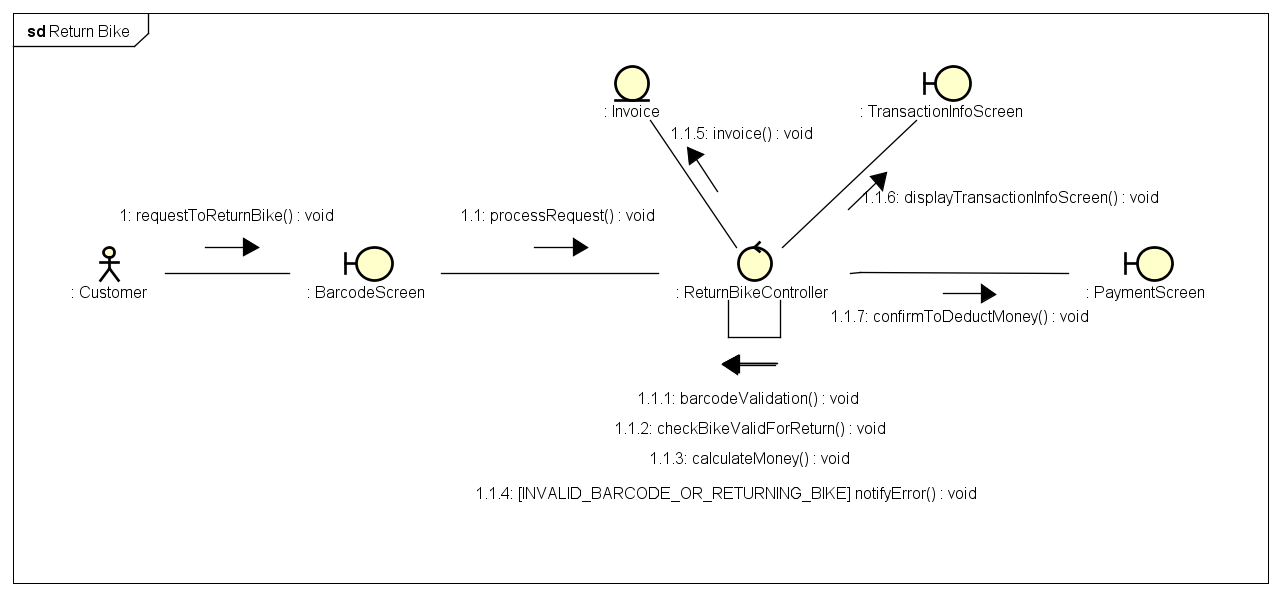 sd Return Bike
: Invoice
: TransactionInfoScreen
1.1.5: invoice() : void
1.1.6: displayTransactionInfoScreen() : void
1: requestToReturnBike() : void
1.1: processRequest() : void
: Customer
: BarcodeScreen
: ReturnBikeController
: PaymentScreen
1.1.7: confirmToDeductMoney() : void
1.1.1: barcodeValidation() : void
1.1.2: checkBikeValidForReturn() : void
1.1.3: calculateMoney() : void
1.1.4: [INVALID_BARCODE_OR_RETURNING_BIKE] notifyError() : void